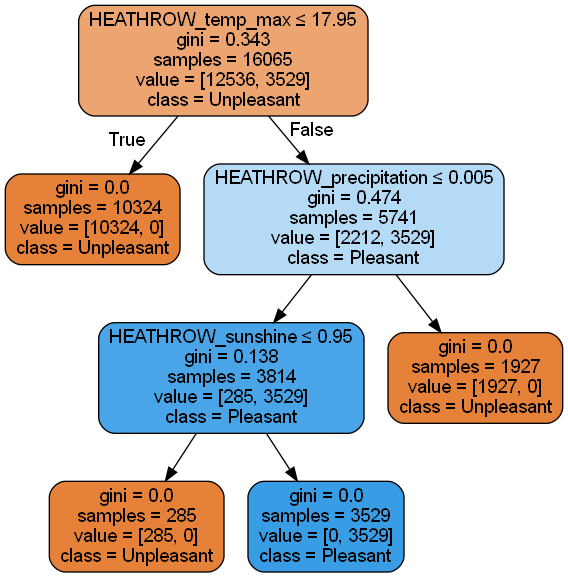 HEATHROW_temp_max ≤ 17.95
gini = 0.343
samples = 16065
value = [12536, 3529]
class = Unpleasant
True
False
gini = 0.0
samples = 10324
value = [10324, 0]
class = Unpleasant
HEATHROW_precipitation ≤ 0.005
gini = 0.474
samples = 5741
value = [2212, 3529]
class = Pleasant
HEATHROW_sunshine ≤ 0.95
gini = 0.138
samples = 3814
value = [285, 3529]
class = Pleasant
gini = 0.0
samples = 1927
value = [1927, 0]
class = Unpleasant
gini = 0.0
samples = 285
value = [285, 0]
class = Unpleasant
gini = 0.0
samples = 3529
value = [0, 3529]
class = Pleasant